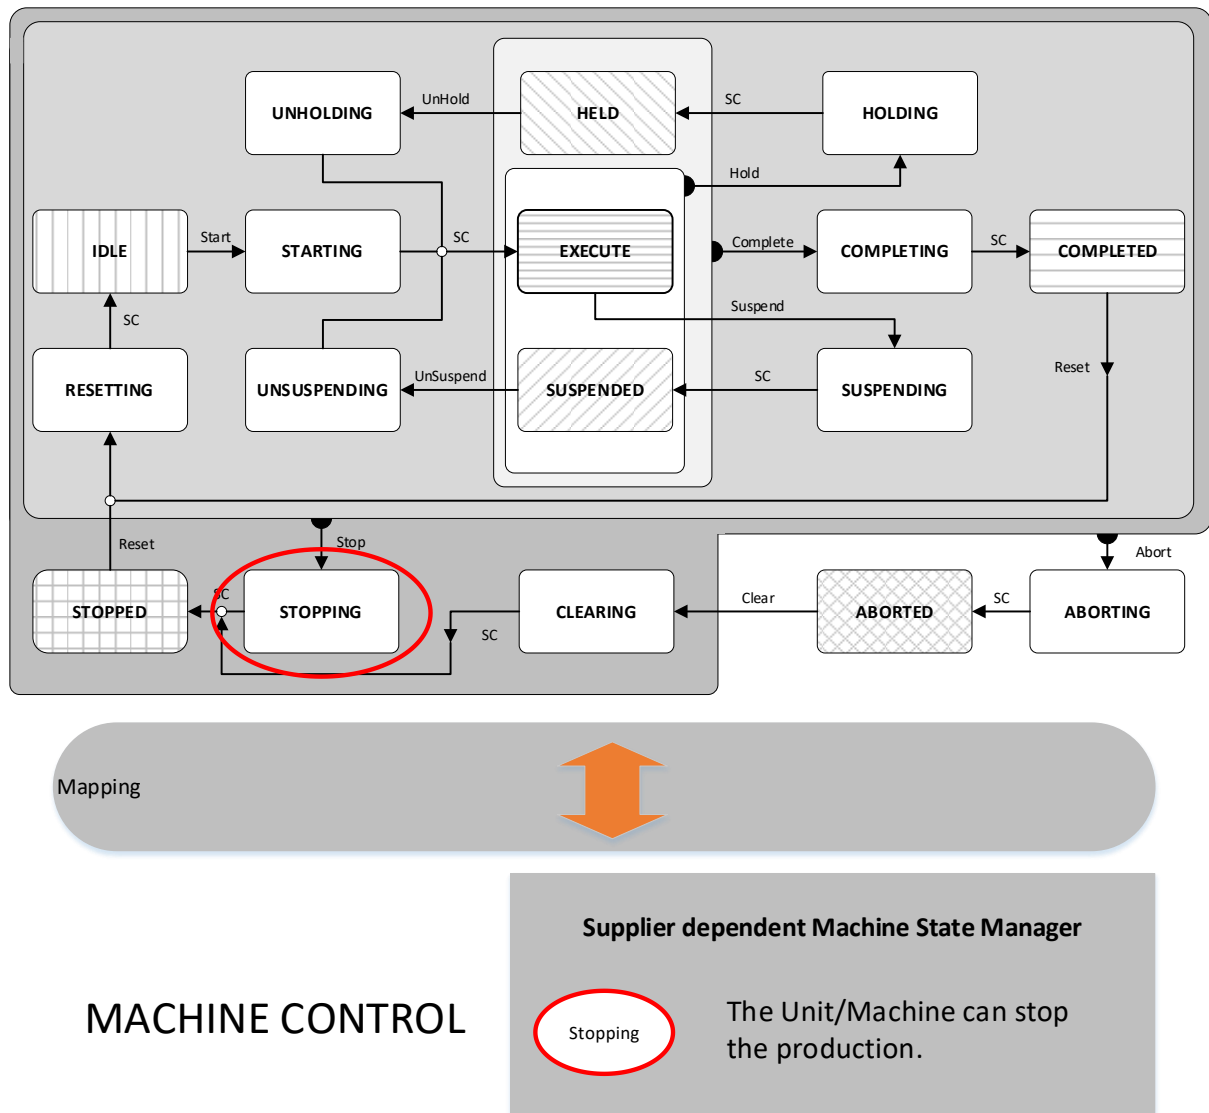 UnHold
SC
UNHOLDING
HELD
HOLDING
Hold
Start
SC
Complete
SC
IDLE
STARTING
EXECUTE
COMPLETING
COMPLETED
Suspend
SC
UnSuspend
SC
Reset
RESETTING
UNSUSPENDING
SUSPENDED
SUSPENDING
Reset
Stop
Abort
SC
Clear
SC
STOPPED
STOPPING
CLEARING
ABORTED
ABORTING
SC
Mapping
Supplier dependent Machine State Manager
MACHINE CONTROL
Stopping
The Unit/Machine can stop
the production.